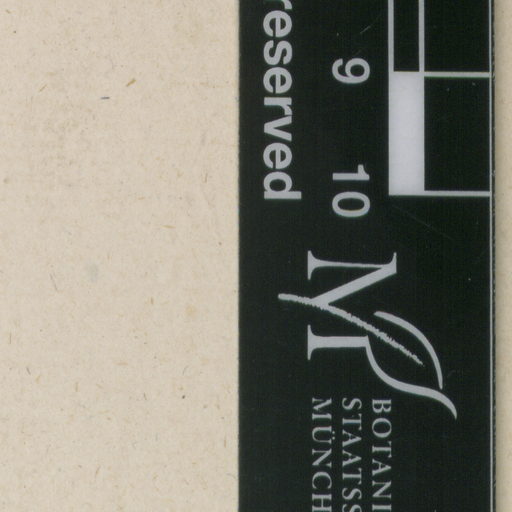 reserved
9 10
M
BOTANI
STAATSS
MÜNCH